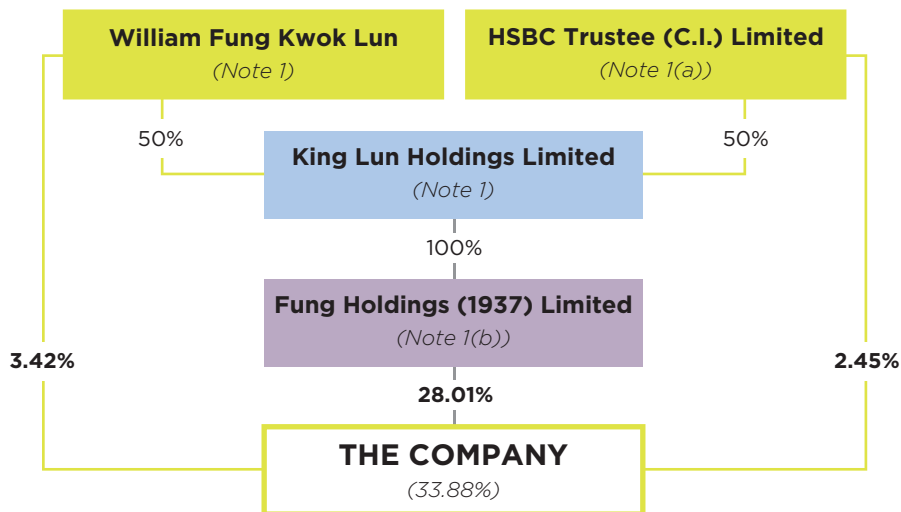 William Fung Kwok Lun
(Note 1)
HSBC Trustee (C.I.) Limited
(Note 1(a))
50%
50%
King Lun Holdings Limited
(Note 1)
100%
Fung Holdings (1937) Limited
(Note 1(b))
3.42%
2.45%
28.01%
THE COMPANY
(33.88%)